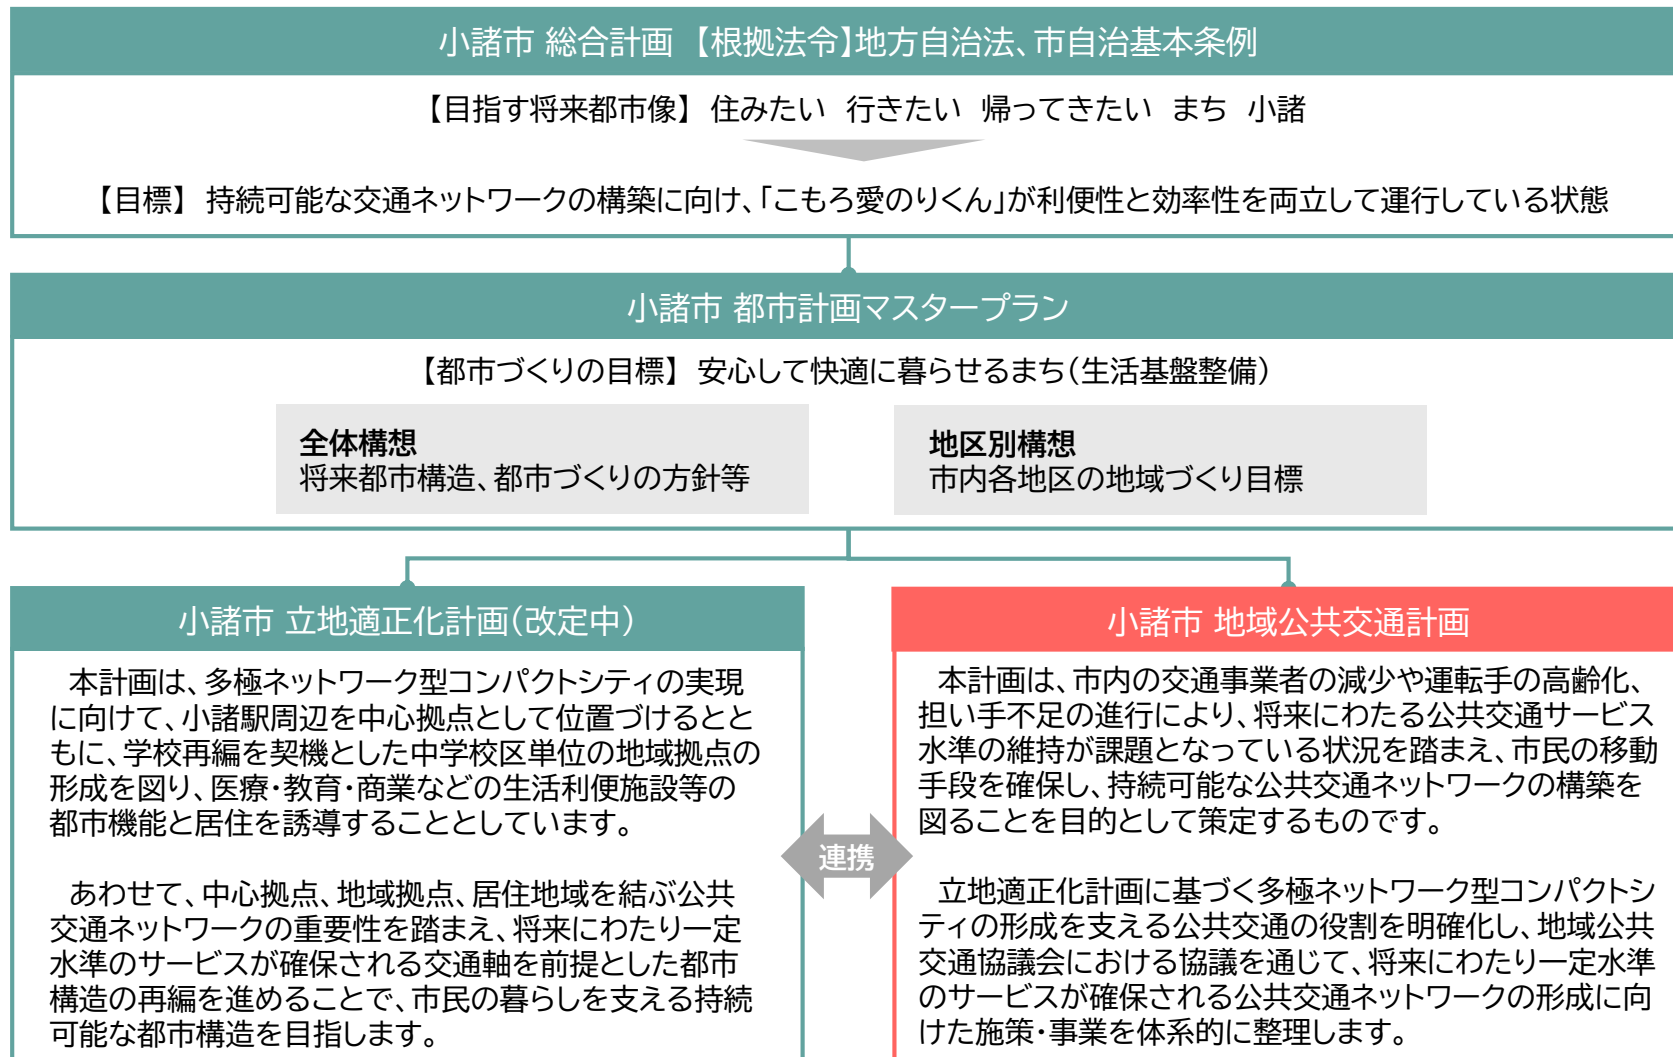 小諸市 総合計画 【根拠法令】地方自治法、市自治基本条例
【目指す将来都市像】 住みたい 行きたい 帰ってきたい まち 小諸
【目標】 持続可能な交通ネットワークの構築に向け、「こもろ愛のりくん」が利便性と効率性を両立して運行している状態
小諸市 都市計画マスタープラン
【都市づくりの目標】 安心して快適に暮らせるまち(生活基盤整備)
全体構想
将来都市構造、都市づくりの方針等
地区別構想
市内各地区の地域づくり目標
小諸市 立地適正化計画(改定中)
本計画は、多極ネットワーク型コンパクトシティの実現
に向けて、小諸駅周辺を中心拠点として位置づけるとと
もに、学校再編を契機とした中学校区単位の地域拠点の
形成を図り、医療・教育・商業などの生活利便施設等の
都市機能と居住を誘導することとしています。
あわせて、中心拠点、地域拠点、居住地域を結ぶ公共
交通ネットワークの重要性を踏まえ、将来にわたり一定
水準のサービスが確保される交通軸を前提とした都市
構造の再編を進めることで、市民の暮らしを支える持続
可能な都市構造を目指します。
連携
小諸市 地域公共交通計画
本計画は、市内の交通事業者の減少や運転手の高齢化、
担い手不足の進行により、将来にわたる公共交通サービス
水準の維持が課題となっている状況を踏まえ、市民の移動
手段を確保し、持続可能な公共交通ネットワークの構築を
図ることを目的として策定するものです。
立地適正化計画に基づく多極ネットワーク型コンパクトシ
ティの形成を支える公共交通の役割を明確化し、地域公共
交通協議会における協議を通じて、将来にわたり一定水準
のサービスが確保される公共交通ネットワークの形成に向
けた施策・事業を体系的に整理します。